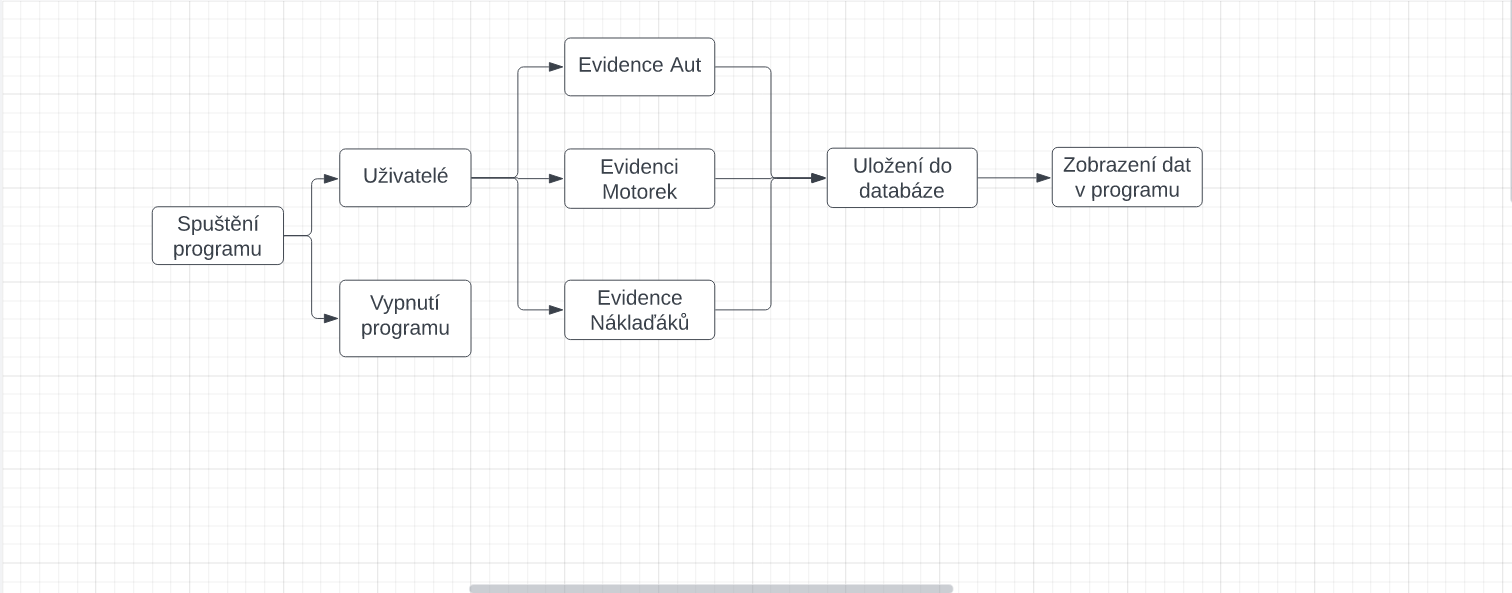 Spuštění
programu
Uživatelé
Vypnutí
programu
Evidence Aut
Evidenci
Motorek
Evidence
Náklaďáků
Uložení do
databáze
Zobrazení dat
v programu